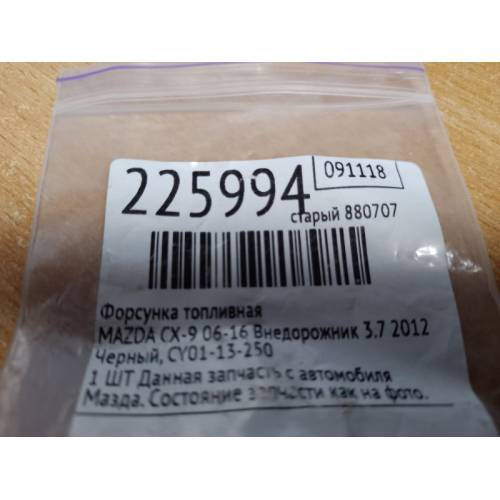 225994 091118
старый 880707
Форсунка топливная
MAZDA CX-9 06-16 Внедорожник 3.7 2012
Черный, CY01-13-250
1 ШТ Данная запчасть с автомобиля
Мазда. Состояние запчасти как на фото.